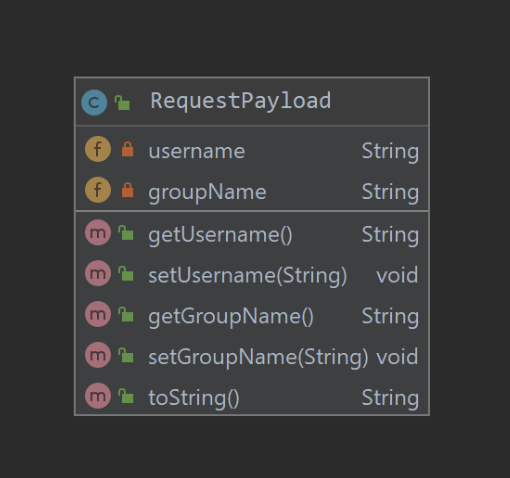 C RequestPayload
f username String
f groupName String
m getUsername() String
m setUsername(String) void
m getGroupName() String
m setGroupName(String) void
m toString() String